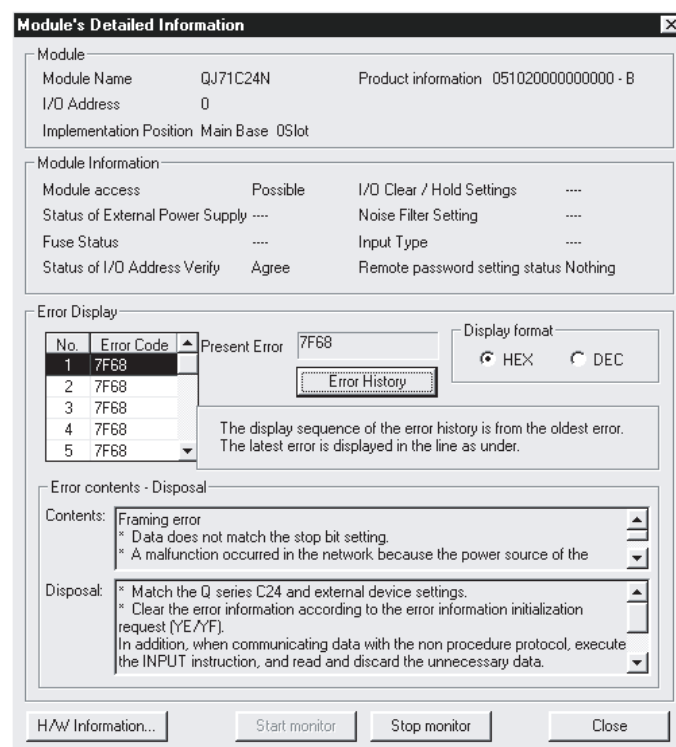 Module's Detailed Information
Module
Module Name QJ71C24N Product information 051020000000000 - B
I/O Address 0
Implementation Position Main Base 0Slot
Module Information
Module access Possible I/O Clear / Hold Settings ----
Status of External Power Supply ---- Noise Filter Setting ----
Fuse Status ---- Input Type ----
Status of I/O Address Verify Agree Remote password setting status Nothing
Error Display
No. Error Code
1 7F68
2 7F68
3 7F68
4 7F68
5 7F68
Present Error 7F68
Error History
Display format
HEX DEC
The display sequence of the error history is from the oldest error.
The latest error is displayed in the line as under.
Error contents - Disposal
Contents: Framing error
* Data does not match the stop bit setting.
* A malfunction occurred in the network because the power source of the
Disposal: * Match the Q series C24 and external device settings.
* Clear the error information according to the error information initialization
request (YE/YF).
In addition, when communicating data with the non procedure protocol, execute
the INPUT instruction, and read and discard the unnecessary data.
H/W Information... Start monitor Stop monitor Close